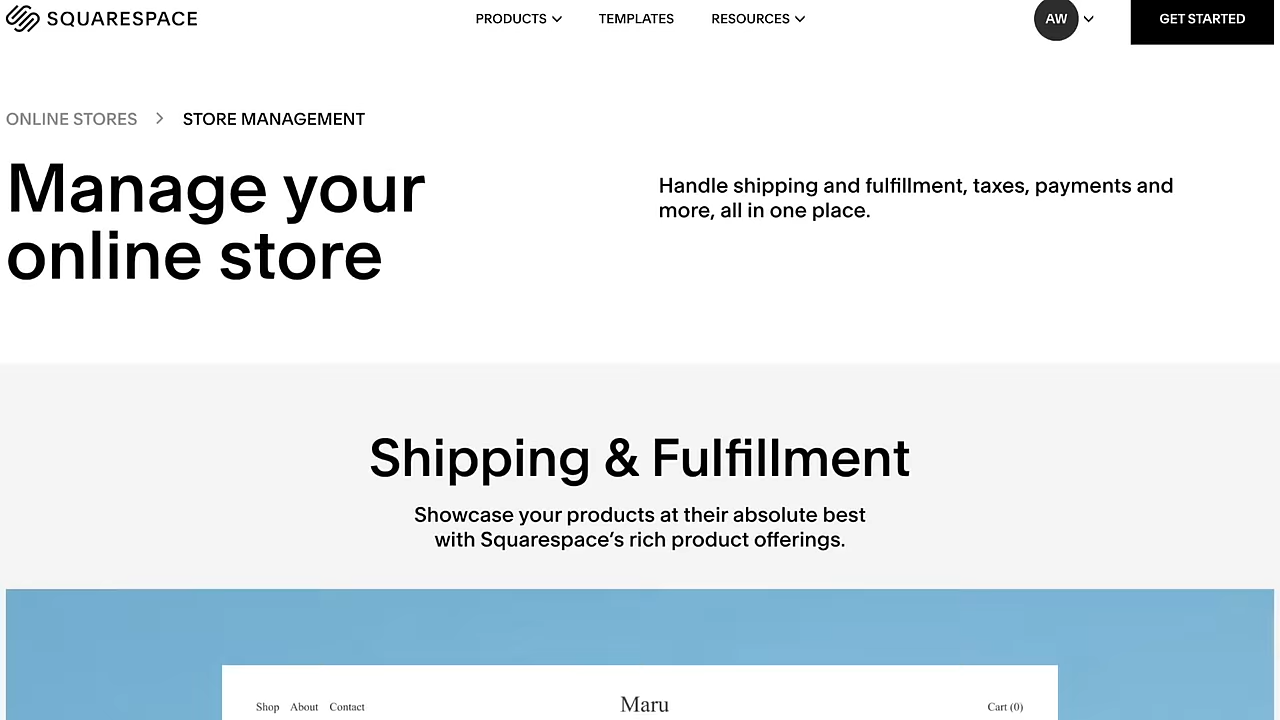 SQUARESPACE
PRODUCTS
TEMPLATES
RESOURCES
AW
GET STARTED
ONLINE STORES > STORE MANAGEMENT
Manage your
online store
Handle shipping and fulfillment, taxes, payments and
more, all in one place.
Shipping & Fulfillment
Showcase your products at their absolute best
with Squarespace’s rich product offerings.
Shop About Contact
Maru
Cart (0)